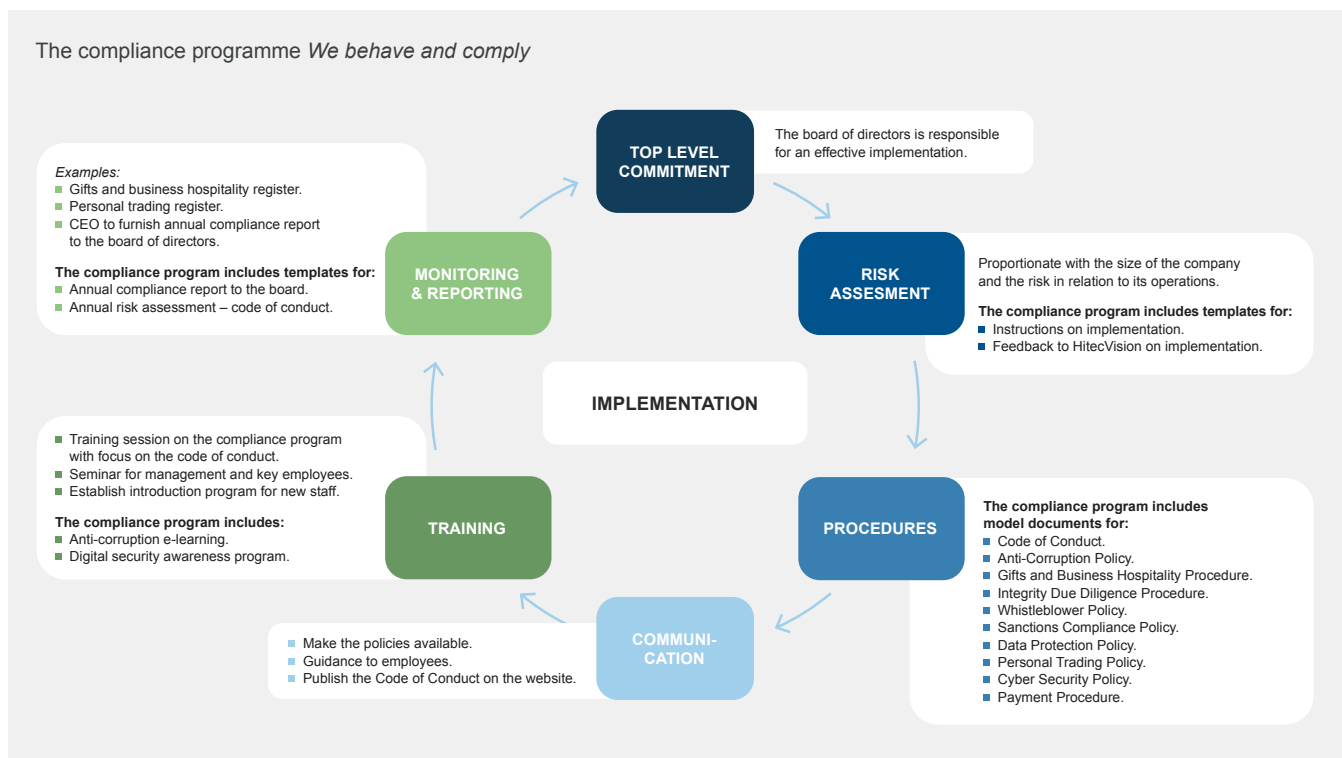 The compliance programme We behave and comply
TOP LEVEL
COMMITMENT
The board of directors is responsible
for an effective implementation.
RISK
ASSESMENT
Proportionate with the size of the company
and the risk in relation to its operations.
The compliance program includes templates for:
Instructions on implementation.
Feedback to HitecVision on implementation.
PROCEDURES
The compliance program includes
model documents for:
Code of Conduct.
Anti-Corruption Policy.
Gifts and Business Hospitality Procedure.
Integrity Due Diligence Procedure.
Whistleblower Policy.
Sanctions Compliance Policy.
Data Protection Policy.
Personal Trading Policy.
Cyber Security Policy.
Payment Procedure.
COMMUNI-
CATION
Make the policies available.
Guidance to employees.
Publish the Code of Conduct on the website.
TRAINING
Training session on the compliance program
with focus on the code of conduct.
Seminar for management and key employees.
Establish introduction program for new staff.
The compliance program includes:
Anti-corruption e-learning.
Digital security awareness program.
MONITORING
& REPORTING
Examples:
Gifts and business hospitality register.
Personal trading register.
CEO to furnish annual compliance report
to the board of directors.
The compliance program includes templates for:
Annual compliance report to the board.
Annual risk assessment – code of conduct.
IMPLEMENTATION